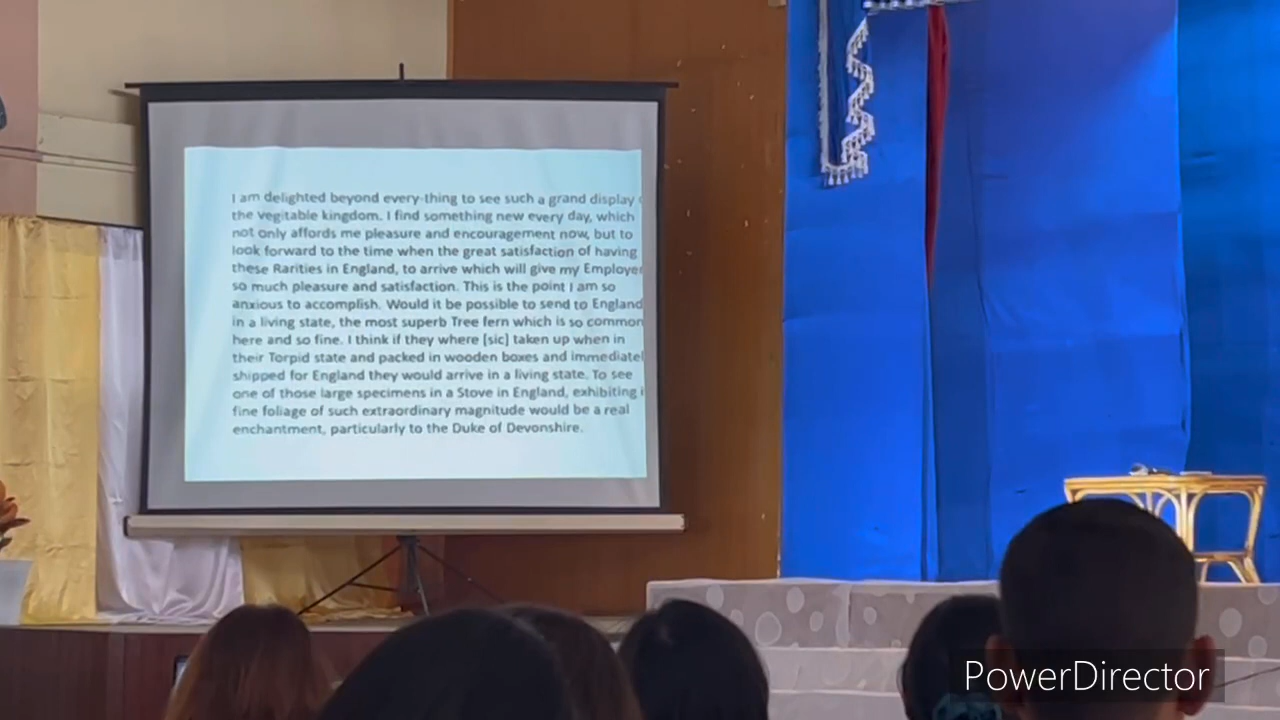 I am delighted beyond every-thing to see such a grand display
the vegitable kingdom. I find something new every day, which
not only affords me pleasure and encouragement now, but to
look forward to the time when the great satisfaction of having
these Rarities in England, to arrive which will give my Employer
so much pleasure and satisfaction. This is the point I am so
anxious to accomplish. Would it be possible to send to England
in a living state, the most superb Tree fern which is so common
here and so fine. I think if they where [sic] taken up when in
their Torpid state and packed in wooden boxes and immediatel
shipped for England they would arrive in a living state. To see
one of those large specimens in a Stove in England, exhibiting
fine foliage of such extraordinary magnitude would be a real
enchantment, particularly to the Duke of Devonshire.
PowerDirector